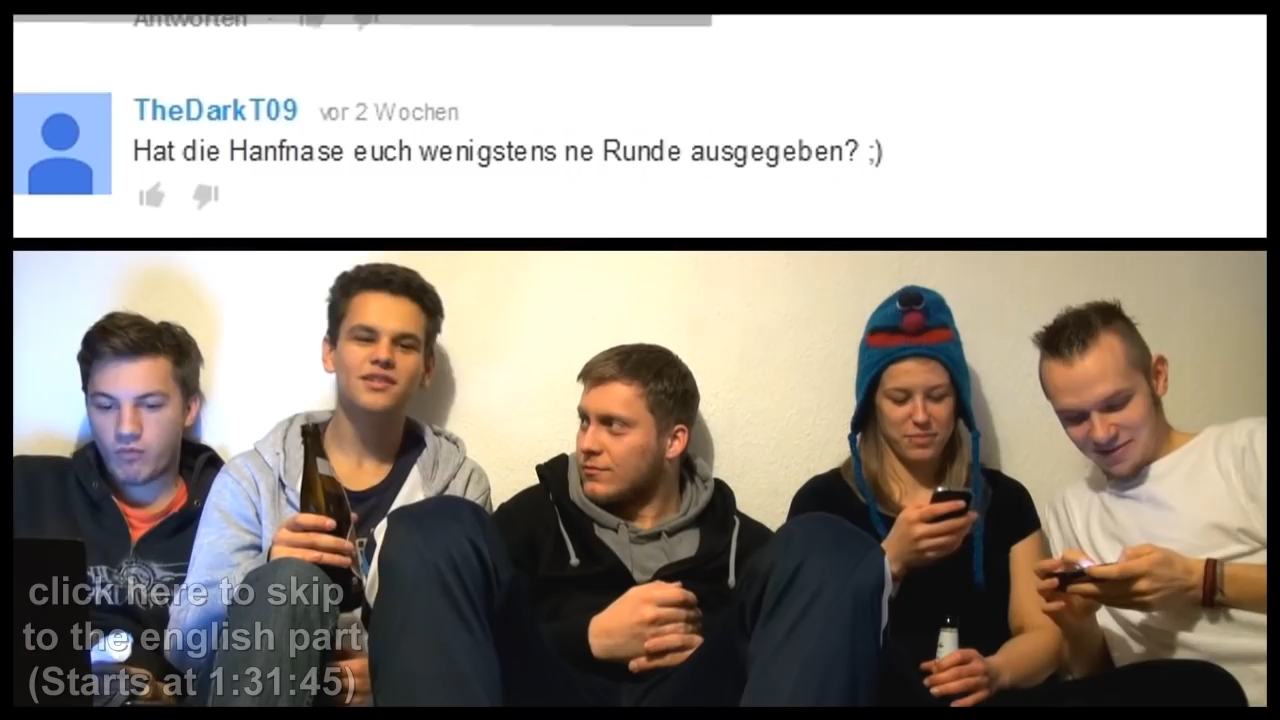 Antworten
TheDarkT09 vor 2 Wochen
Hat die Hanfnase euch wenigstens ne Runde ausgegeben? ;)
click here to skip
to the english part
(Starts at 1:31:45)